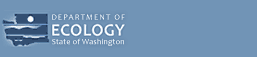 DEPARTMENT OF
ECOLOGY
State of Washington